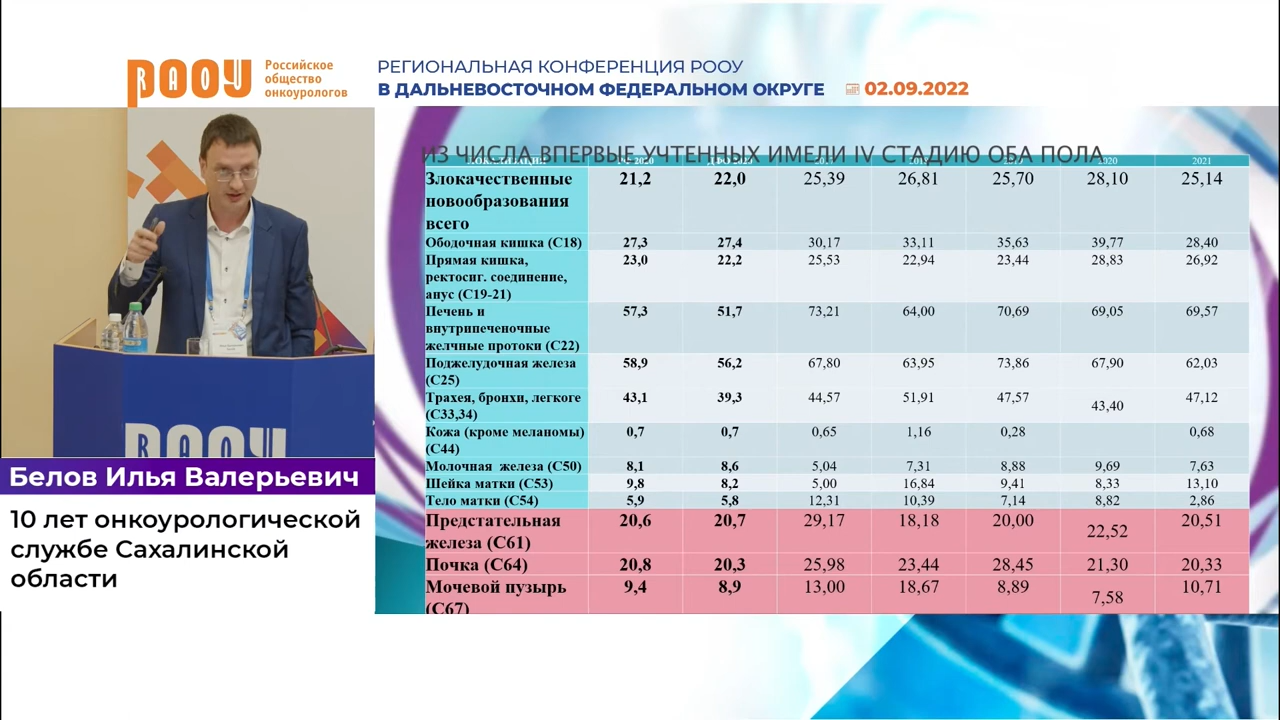 РООУ
Российское
общество
онкоурологов
РЕГИОНАЛЬНАЯ КОНФЕРЕНЦИЯ РООУ
В ДАЛЬНЕВОСТОЧНОМ ФЕДЕРАЛЬНОМ ОКРУГЕ 02.09.2022
ИЗ ЧИСЛА ВПЕРВЫЕ УЧТЕННЫХ ИМЕЛИ IV СТАДИЮ ОБА ПОЛА
2020 2021
Злокачественные новообразования всего 21,2 22,0 25,39 26,81 25,70 28,10 25,14
Ободочная кишка (С18) 27,3 27,4 30,17 33,11 35,63 39,77 28,40
Прямая кишка, 23,0 22,2 25,53 22,94 23,44 28,83 26,92
ректосиг. соединение,
анус (С19-21)
Печень и 57,3 51,7 73,21 64,00 70,69 69,05 69,57
внутрипеченочные
желчные протоки (С22)
Поджелудочная железа 58,9 56,2 67,80 63,95 73,86 67,90 62,03
(С25)
Трахея, бронхи, легкоге 43,1 39,3 44,57 51,91 47,57 43,40 47,12
(С33,34)
Кожа (кроме меланомы) 0,7 0,7 0,65 1,16 0,28 0,68
(С44)
Молочная железа (С50) 8,1 8,6 5,04 7,31 8,88 9,69 7,63
Шейка матки (С53) 9,8 8,2 5,00 16,84 9,41 8,33 13,10
Тело матки (С54) 5,9 5,8 12,31 10,39 7,14 8,82 2,86
Предстательная 20,6 20,7 29,17 18,18 20,00 22,52 20,51
железа (С61)
Почка (С64) 20,8 20,3 25,98 23,44 28,45 21,30 20,33
Мочевой пузырь 9,4 8,9 13,00 18,67 8,89 7,58 10,71
(С67)
РООУ
Белов Илья Валерьевич
10 лет онкоурологической
службе Сахалинской
области